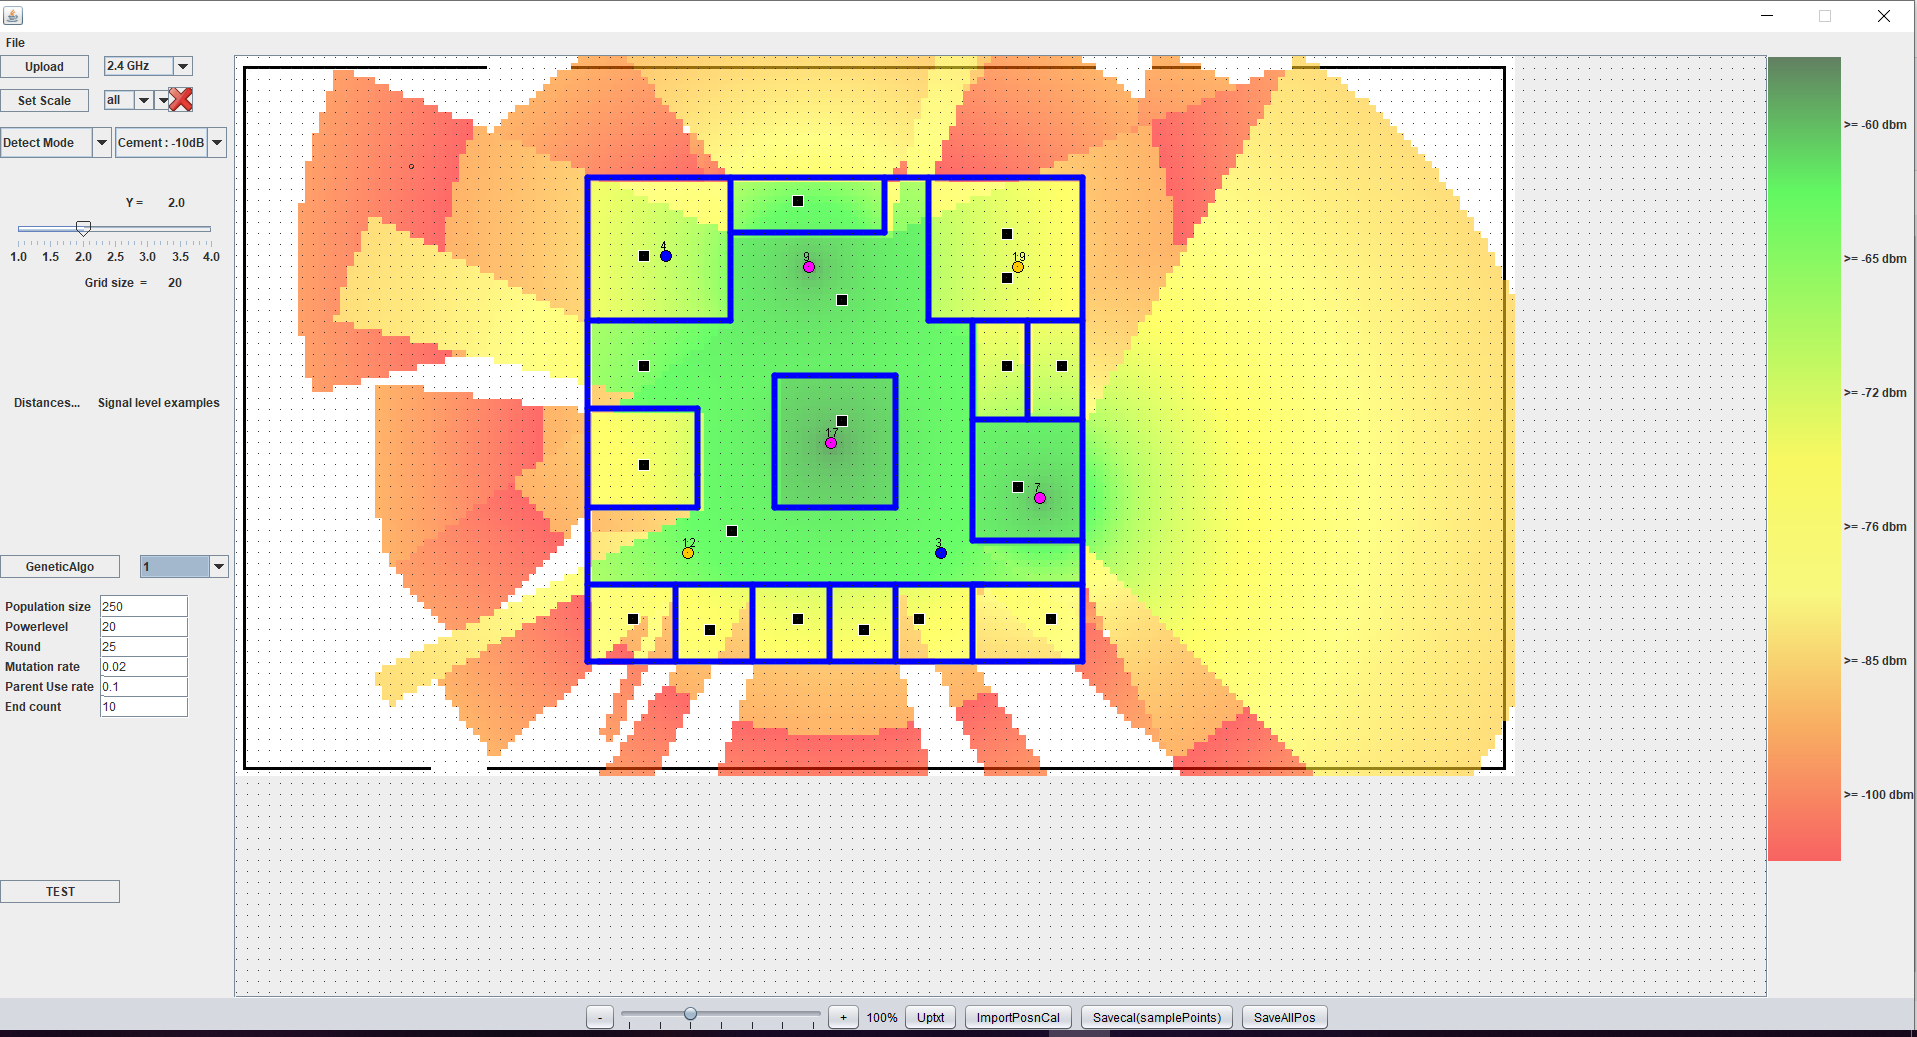 File
Upload
2.4 GHz
Set Scale
all
Detect Mode
Cement : -10dB
Y = 2.0
1.0 1.5 2.0 2.5 3.0 3.5 4.0
Grid size = 20
Distances... Signal level examples
GeneticAlgo
1
Population size 250
Powerlevel 20
Round 25
Mutation rate 0.02
Parent Use rate 0.1
End count 10
TEST
4
9
19
17
7
12
3
>= -60 dbm
>= -65 dbm
>= -72 dbm
>= -76 dbm
>= -85 dbm
>= -100 dbm
- + 100% Uptxt ImportPosnCal Savecal(samplePoints) SaveAllPos